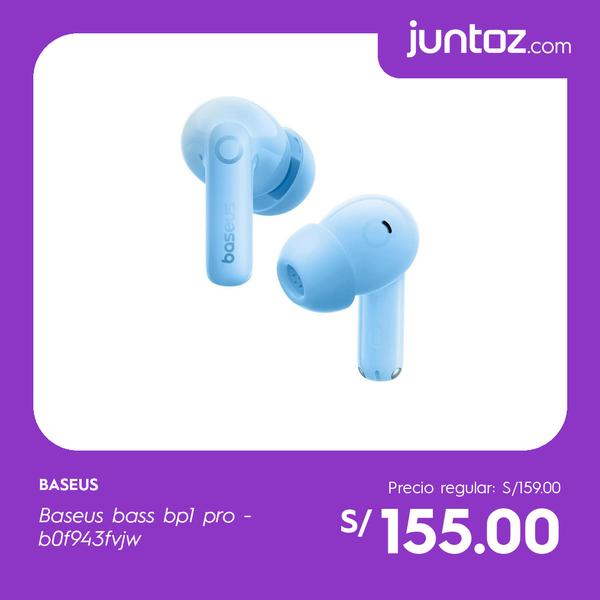 juntoz.com
baseus
BASEUS
Baseus bass bp1 pro -
b0f943fvjw
Precio regular: S/159.00
S/155.00